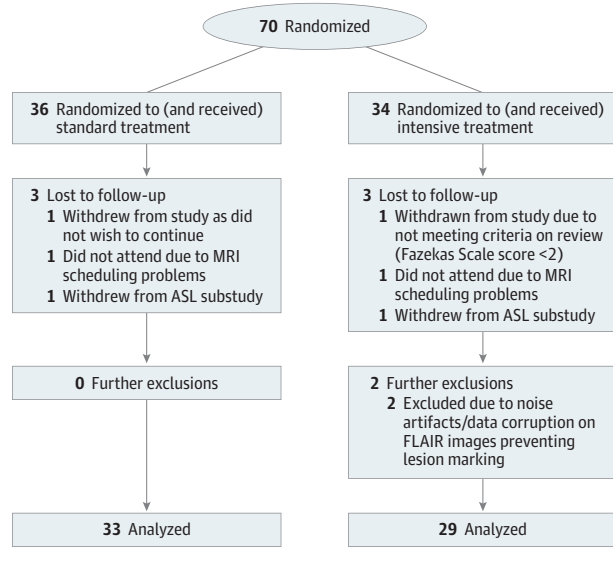 70 Randomized
36 Randomized to (and received)
standard treatment
34 Randomized to (and received)
intensive treatment
3 Lost to follow-up
1 Withdrew from study as did
not wish to continue
1 Did not attend due to MRI
scheduling problems
1 Withdrew from ASL substudy
3 Lost to follow-up
1 Withdrawn from study due to
not meeting criteria on review
(Fazekas Scale score <2)
1 Did not attend due to MRI
scheduling problems
1 Withdrew from ASL substudy
0 Further exclusions
2 Further exclusions
2 Excluded due to noise
artifacts/data corruption on
FLAIR images preventing
lesion marking
33 Analyzed
29 Analyzed